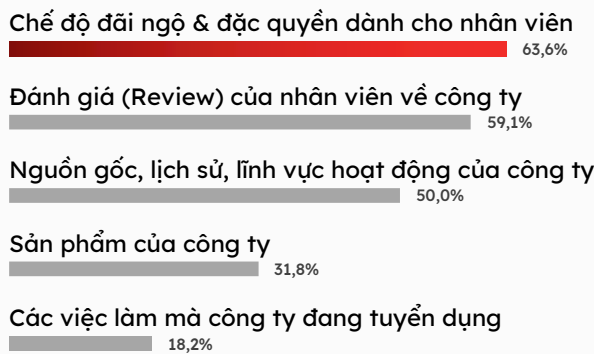 Chế độ đãi ngộ & đặc quyền dành cho nhân viên
63,6%
Đánh giá (Review) của nhân viên về công ty
59,1%
Nguồn gốc, lịch sử, lĩnh vực hoạt động của công ty
50,0%
Sản phẩm của công ty
31,8%
Các việc làm mà công ty đang tuyển dụng
18,2%